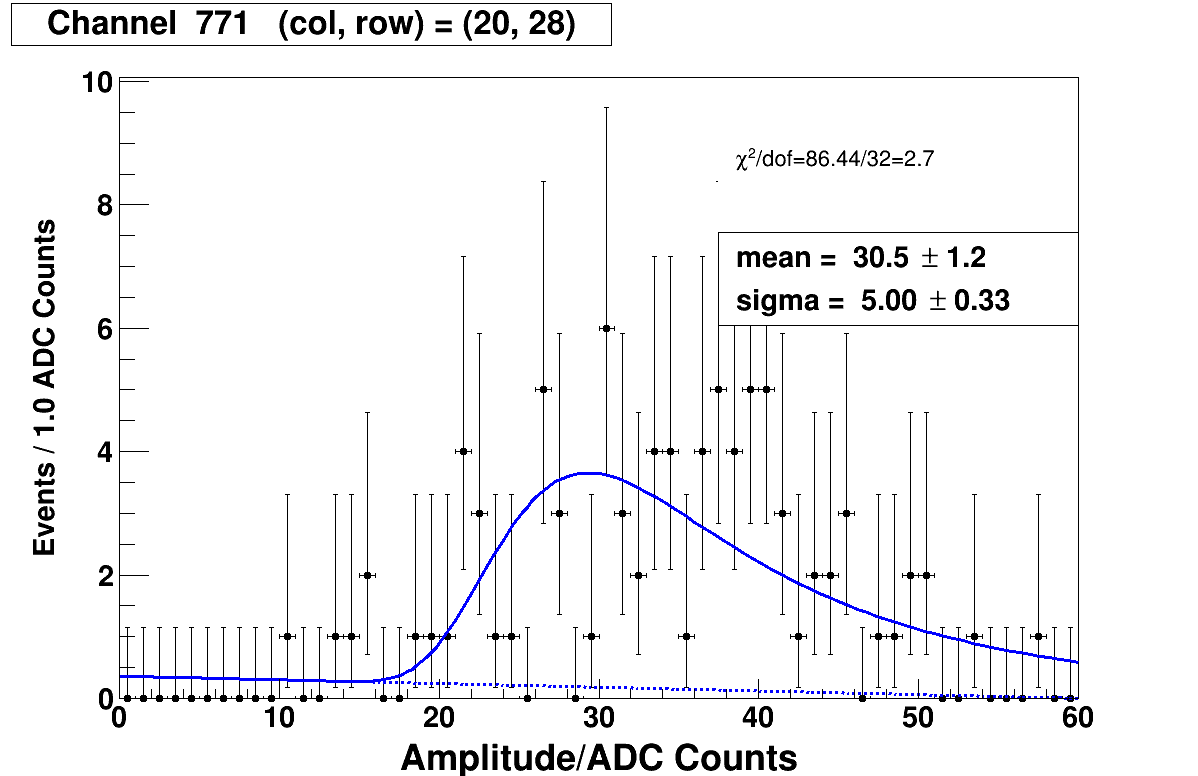 Channel  771   (col, row) = (20, 28)
10
8
6
4
2
0
Events / 1.0 ADC Counts
χ²/dof=86.44/32=2.7
mean =  30.5 ± 1.2
sigma =  5.00 ± 0.33
0 10 20 30 40 50 60
Amplitude/ADC Counts